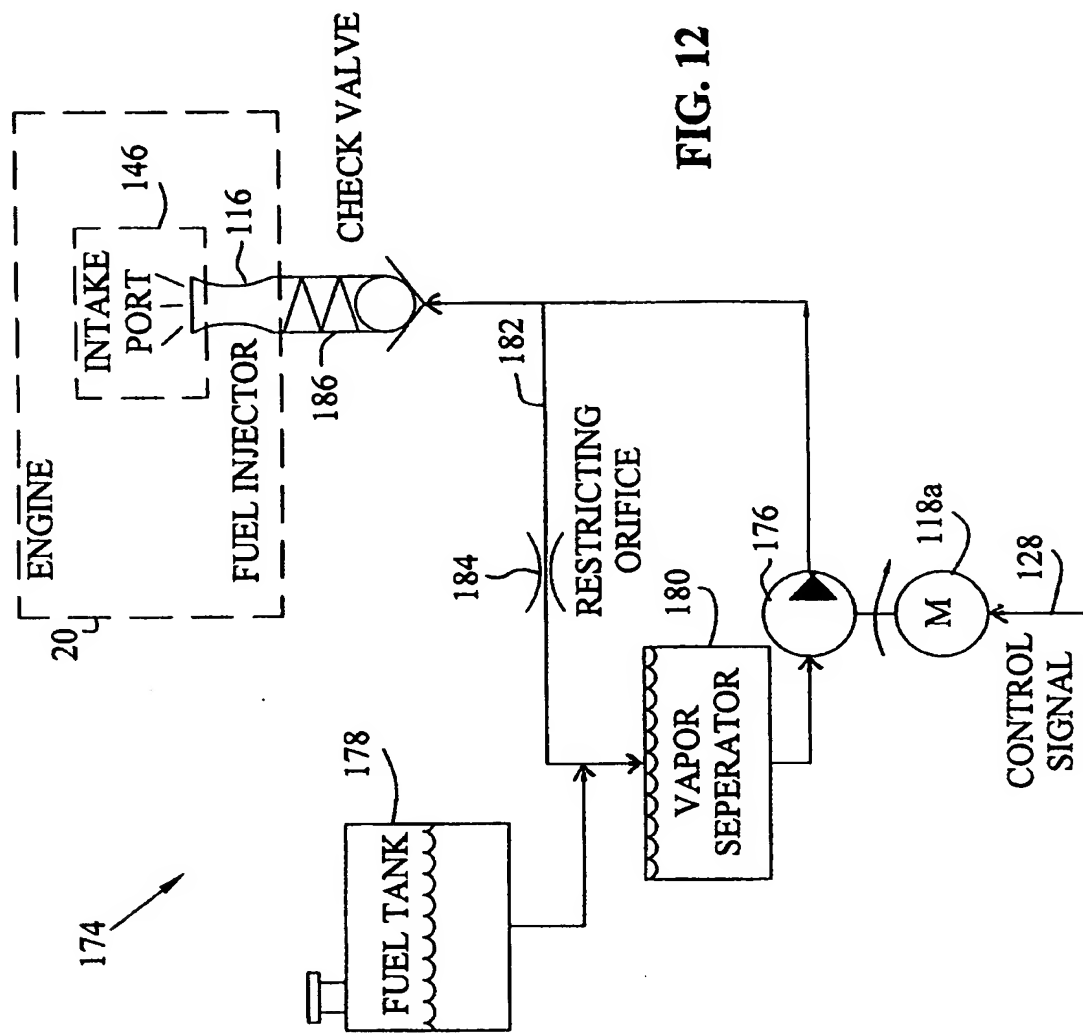 ENGINE
20
INTAKE
PORT
146
116
FUEL INJECTOR
186
CHECK VALVE
FIG. 12
182
184
RESTRICTING
ORIFICE
174
178
FUEL TANK
180
VAPOR
SEPERATOR
176
118a
M
128
CONTROL
SIGNAL